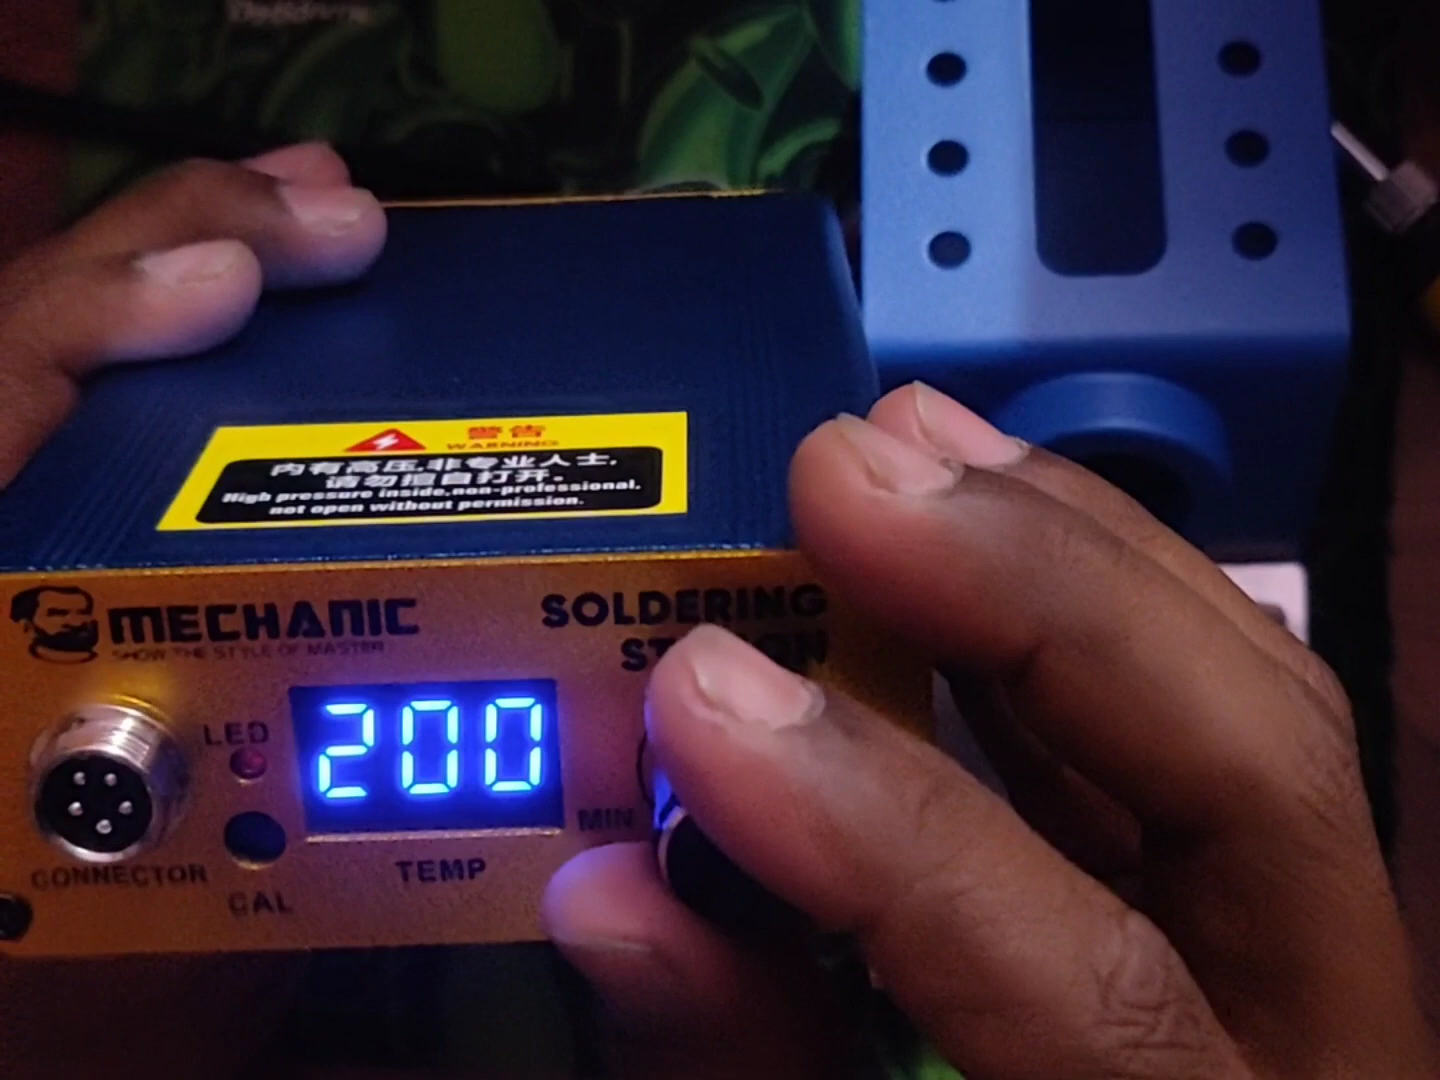 警告
WARNING
内有高压,非专业人士,
请勿擅自打开。
High pressure inside,non-professional,
not open without permission.
MECHANIC
SHOW THE STYLE OF MASTER
SOLDERING
LED
200
MIN
CONNECTOR
TEMP
CAL